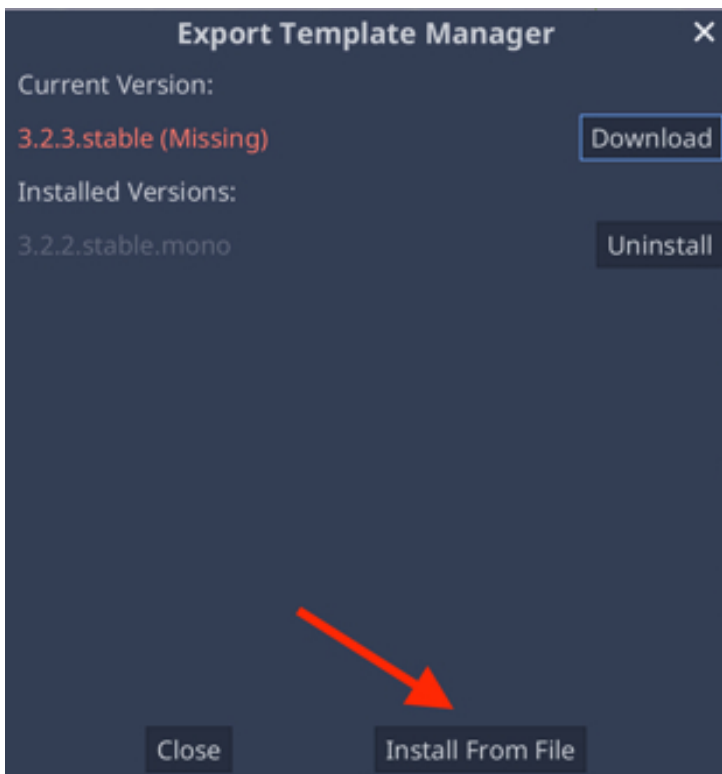 Export Template Manager
Current Version:
3.2.3.stable (Missing) Download
Installed Versions:
3.2.2.stable.mono Uninstall
Close Install From File